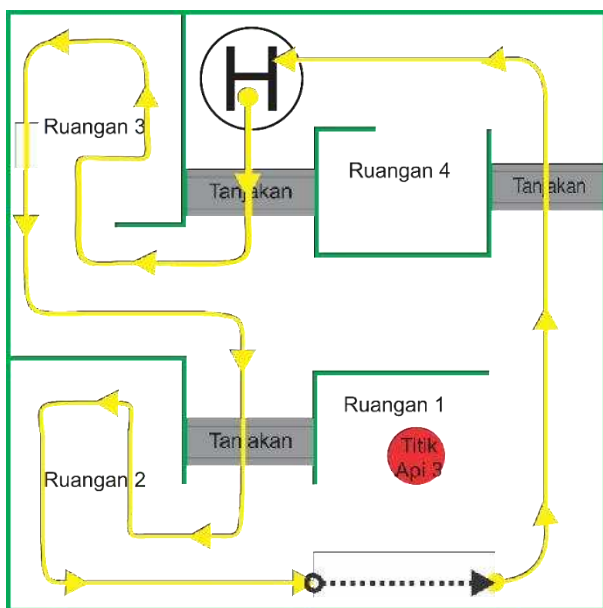 H
Ruangan 3
Ruangan 4
Tanjakan
Tanjakan
Ruangan 1
Tanjakan
Titik
Api 3
Ruangan 2